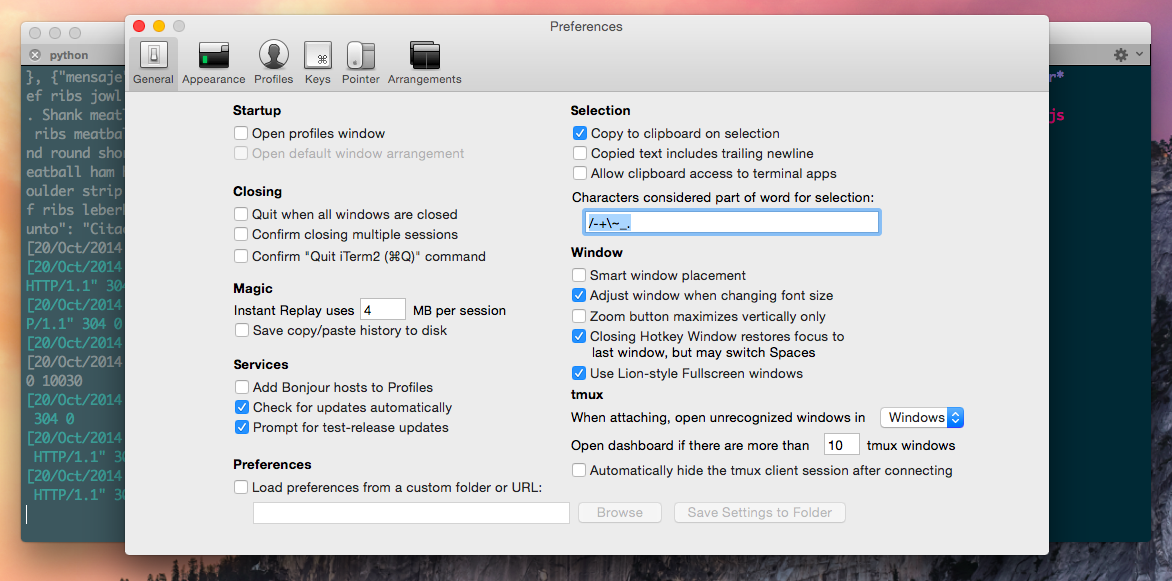 Preferences
General Appearance Profiles Keys Pointer Arrangements
python
}, {"mensaje"
ef ribs jowl
. Shank meat
ribs meatba
nd round sho
eatball ham
oulder strip
f ribs leber
unto": "Cita
[20/Oct/2014
[20/Oct/2014
HTTP/1.1" 304
[20/Oct/2014
P/1.1" 304 0
[20/Oct/2014
[20/Oct/2014
0 10030
[20/Oct/2014
304 0
[20/Oct/2014
HTTP/1.1" 30
[20/Oct/2014
HTTP/1.1" 30
Startup
Open profiles window
Open default window arrangement
Closing
Quit when all windows are closed
Confirm closing multiple sessions
Confirm "Quit iTerm2 (⌘Q)" command
Magic
Instant Replay uses 4 MB per session
Save copy/paste history to disk
Services
Add Bonjour hosts to Profiles
Check for updates automatically
Prompt for test-release updates
Preferences
Load preferences from a custom folder or URL:
Browse
Save Settings to Folder
Selection
Copy to clipboard on selection
Copied text includes trailing newline
Allow clipboard access to terminal apps
Characters considered part of word for selection:
/-+\~_.
Window
Smart window placement
Adjust window when changing font size
Zoom button maximizes vertically only
Closing Hotkey Window restores focus to
last window, but may switch Spaces
Use Lion-style Fullscreen windows
tmux
When attaching, open unrecognized windows in Windows
Open dashboard if there are more than 10 tmux windows
Automatically hide the tmux client session after connecting
r*
js